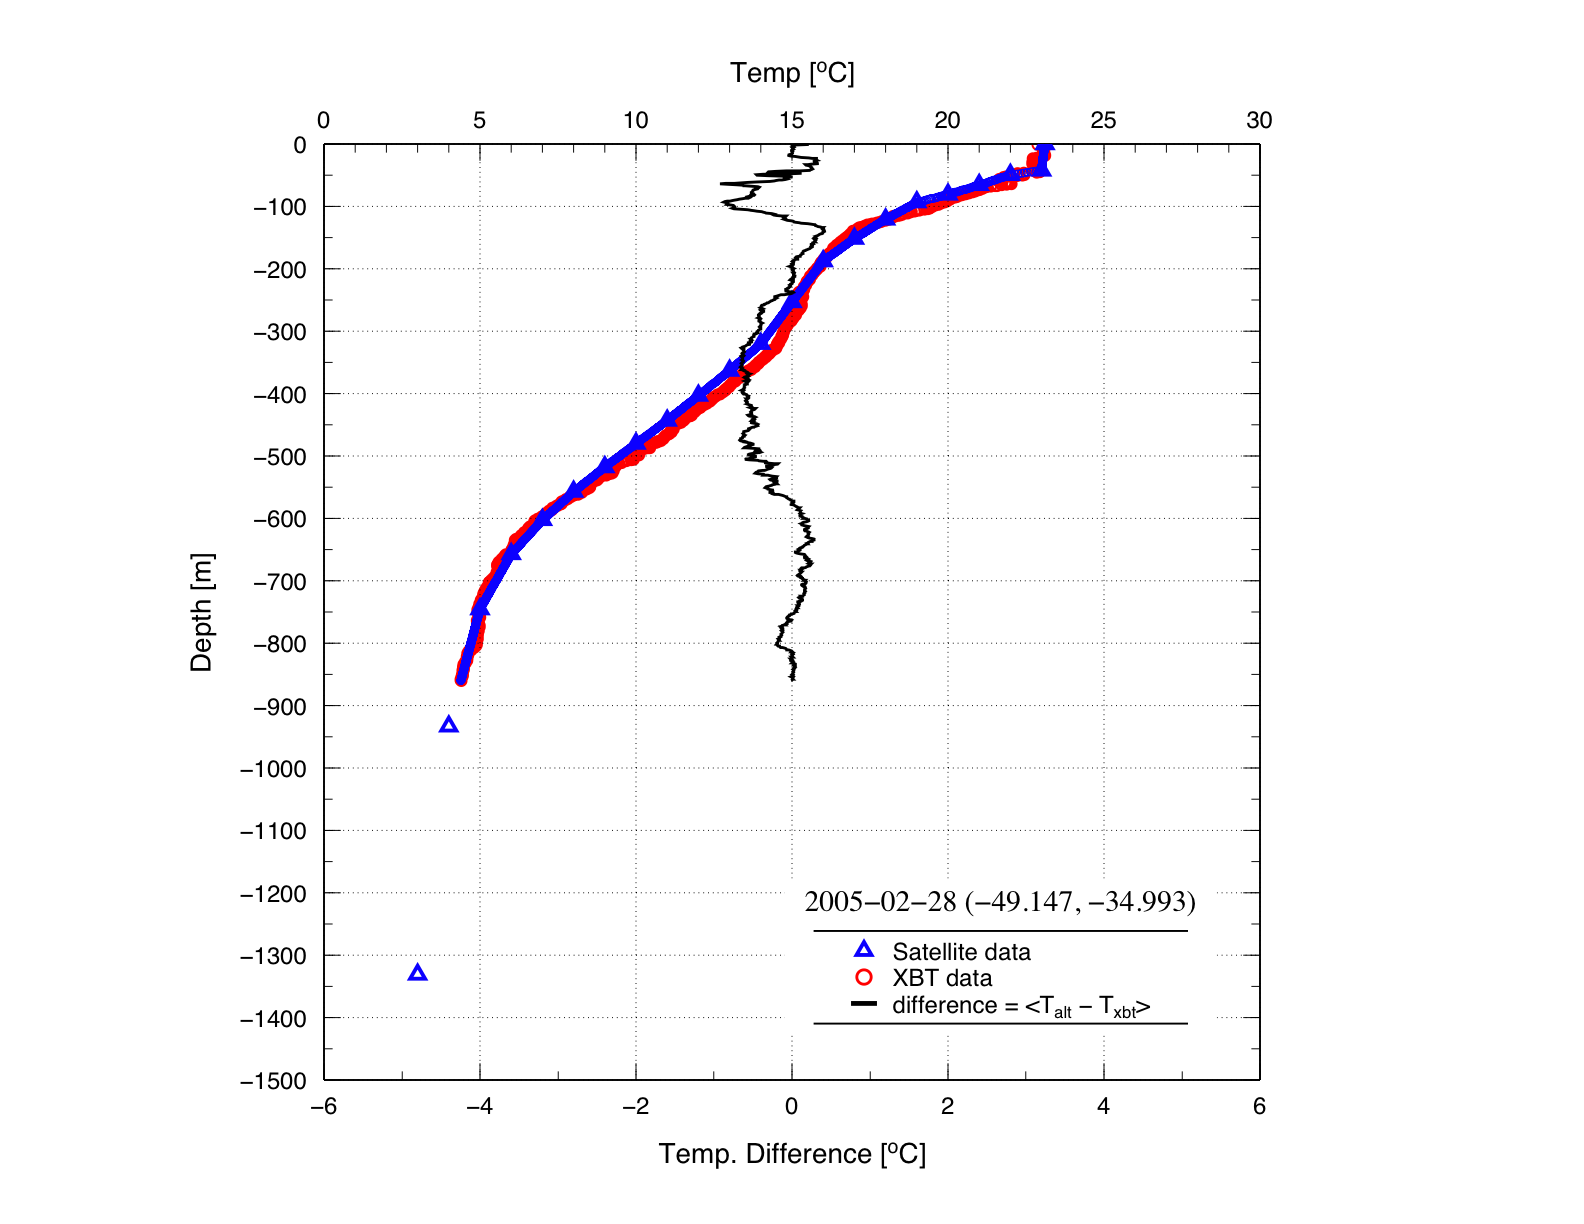 Temp [°C]
0 5 10 15 20 25 30
0
−100
−200
−300
−400
−500
−600
−700
−800
−900
−1000
−1100
−1200
−1300
−1400
−1500
Depth [m]
2005−02−28 (−49.147, −34.993)
Satellite data
XBT data
difference = <Talt − Txbt>
−6 −4 −2 0 2 4 6
Temp. Difference [°C]